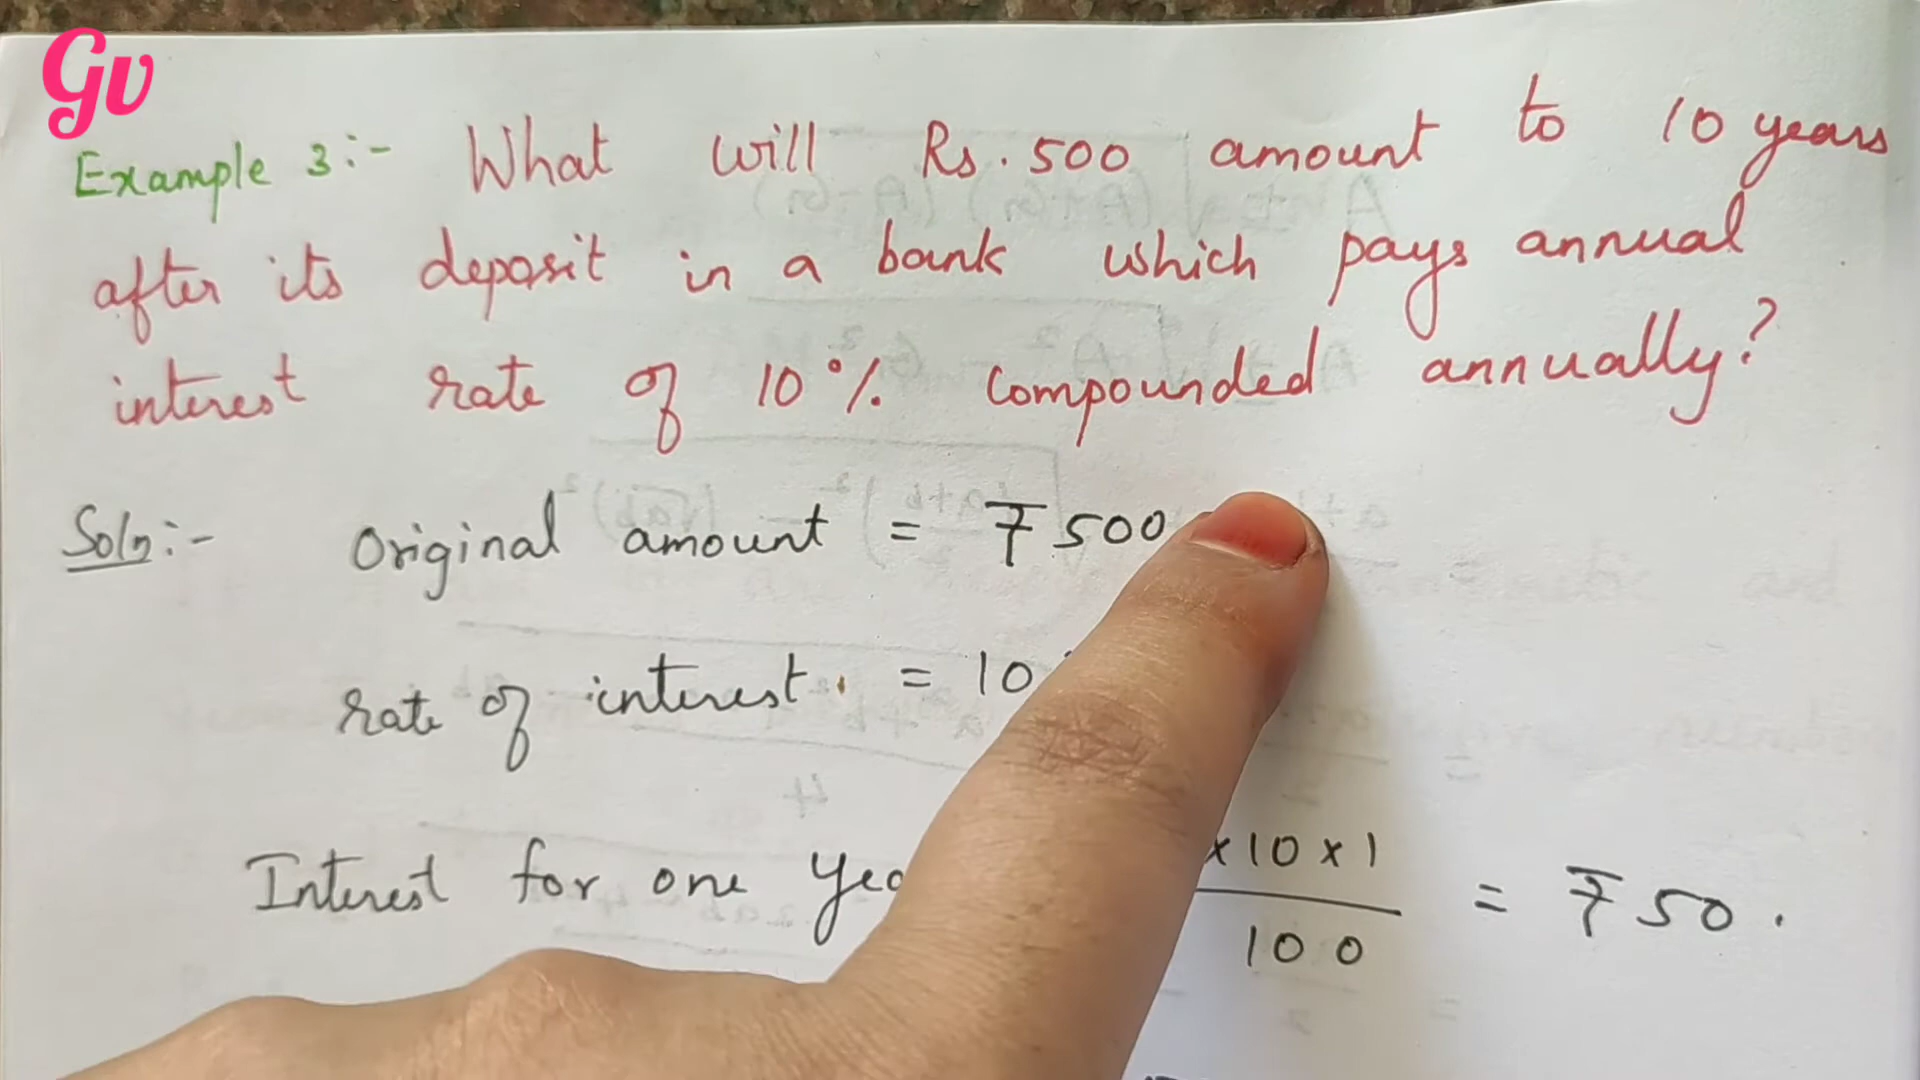 Gv
Example 3:- What will Rs. 500 amount to 10 years
after its deposit in a bank which pays annual
interest rate of 10% compounded annually?
Soln:- Original amount = ₹500
rate of interest = 10
Interest for one ×10×1 / 100 = ₹50.